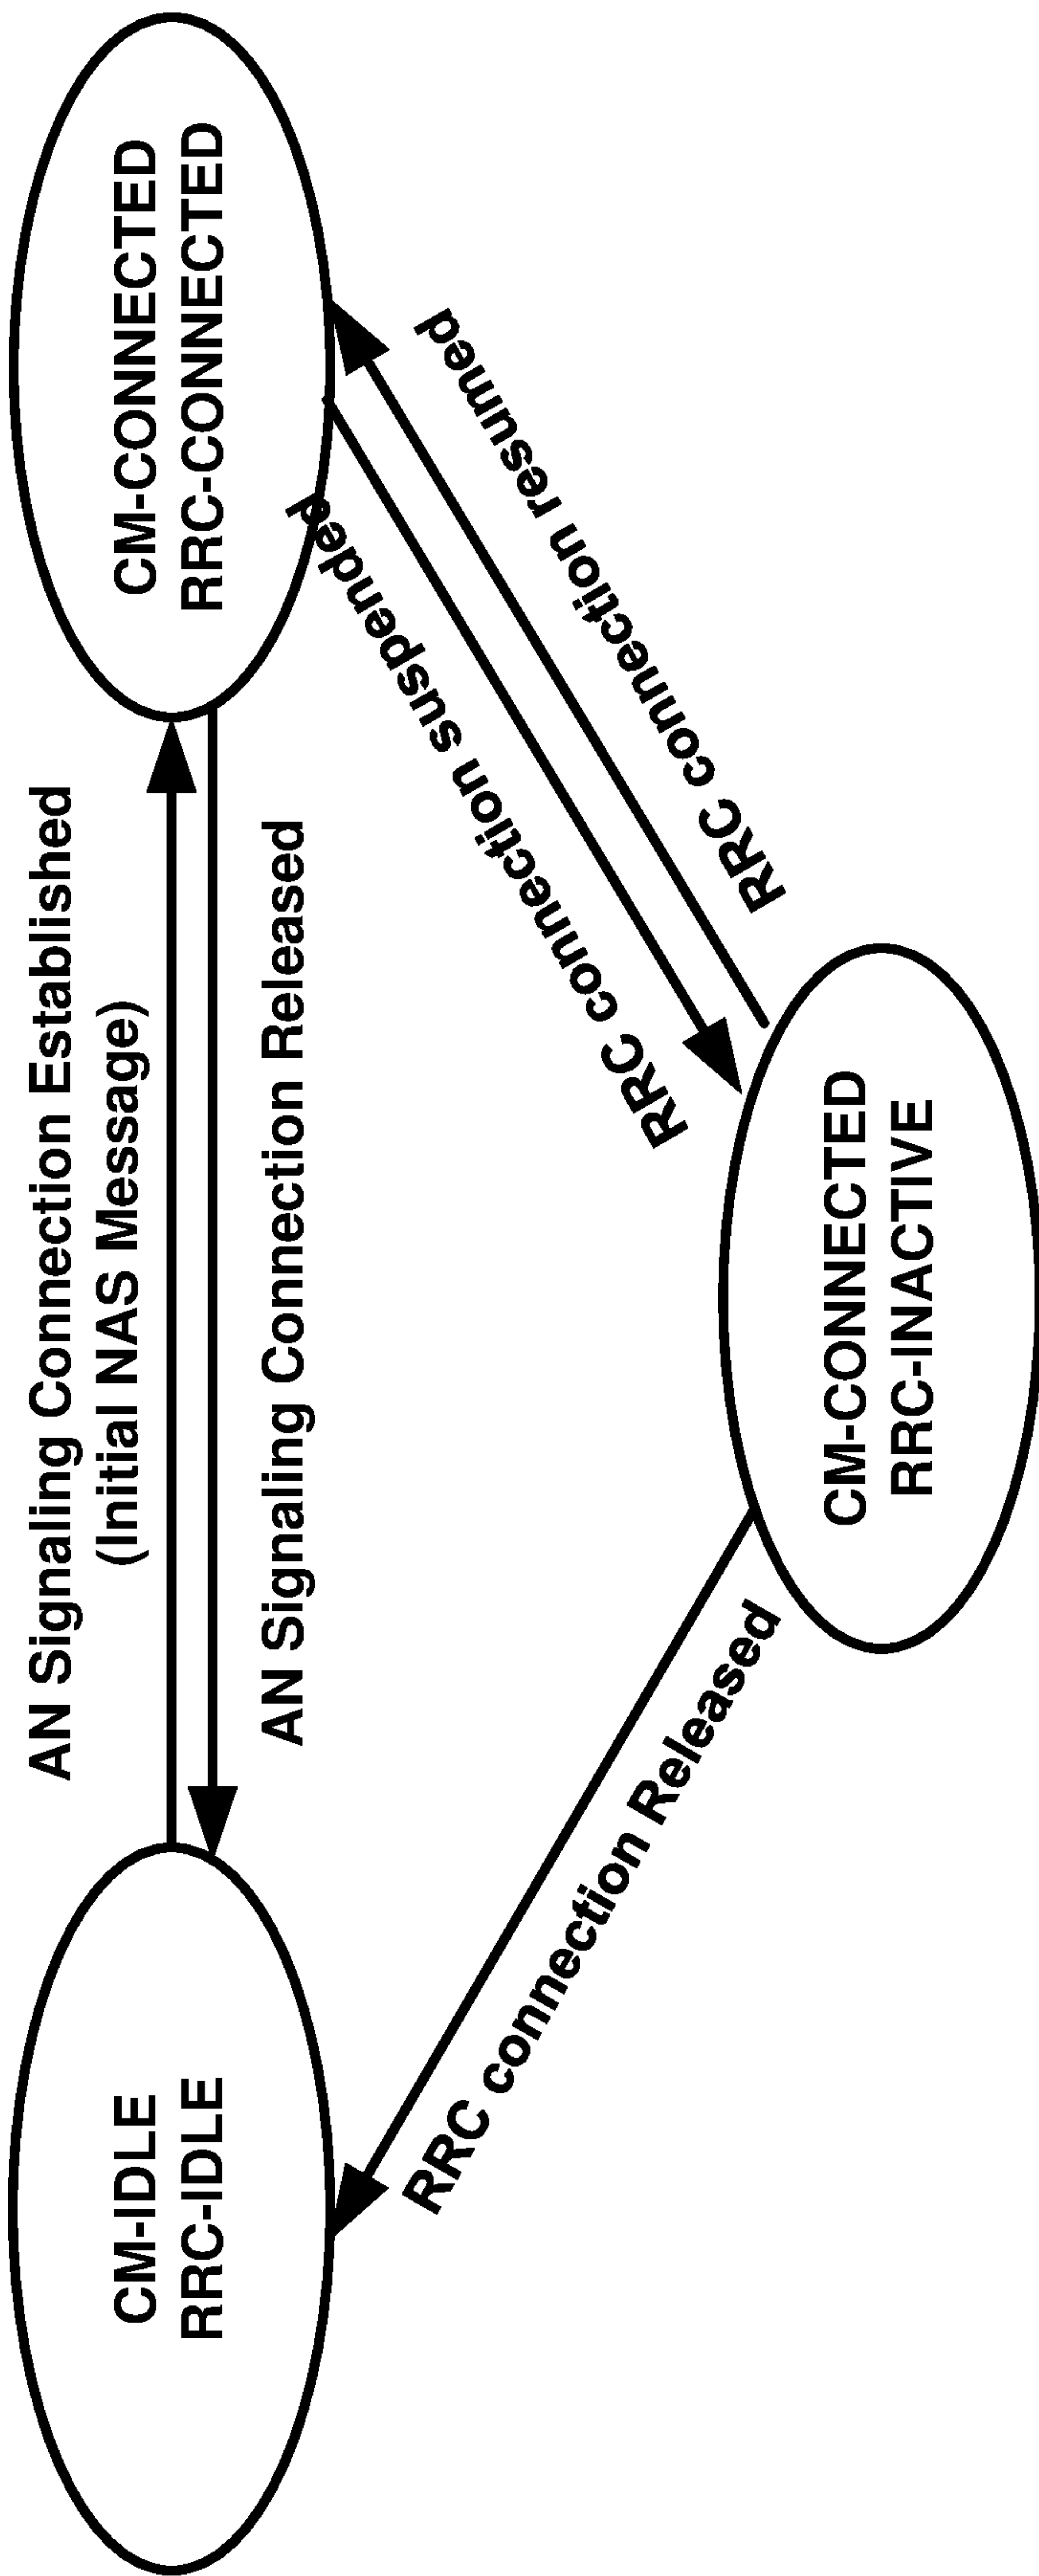 AN Signaling Connection Established
(Initial NAS Message)
CM-IDLE
RRC-IDLE
CM-CONNECTED
RRC-CONNECTED
AN Signaling Connection Released
RRC connection Released
RRC connection suspended
RRC connection resumed
CM-CONNECTED
RRC-INACTIVE